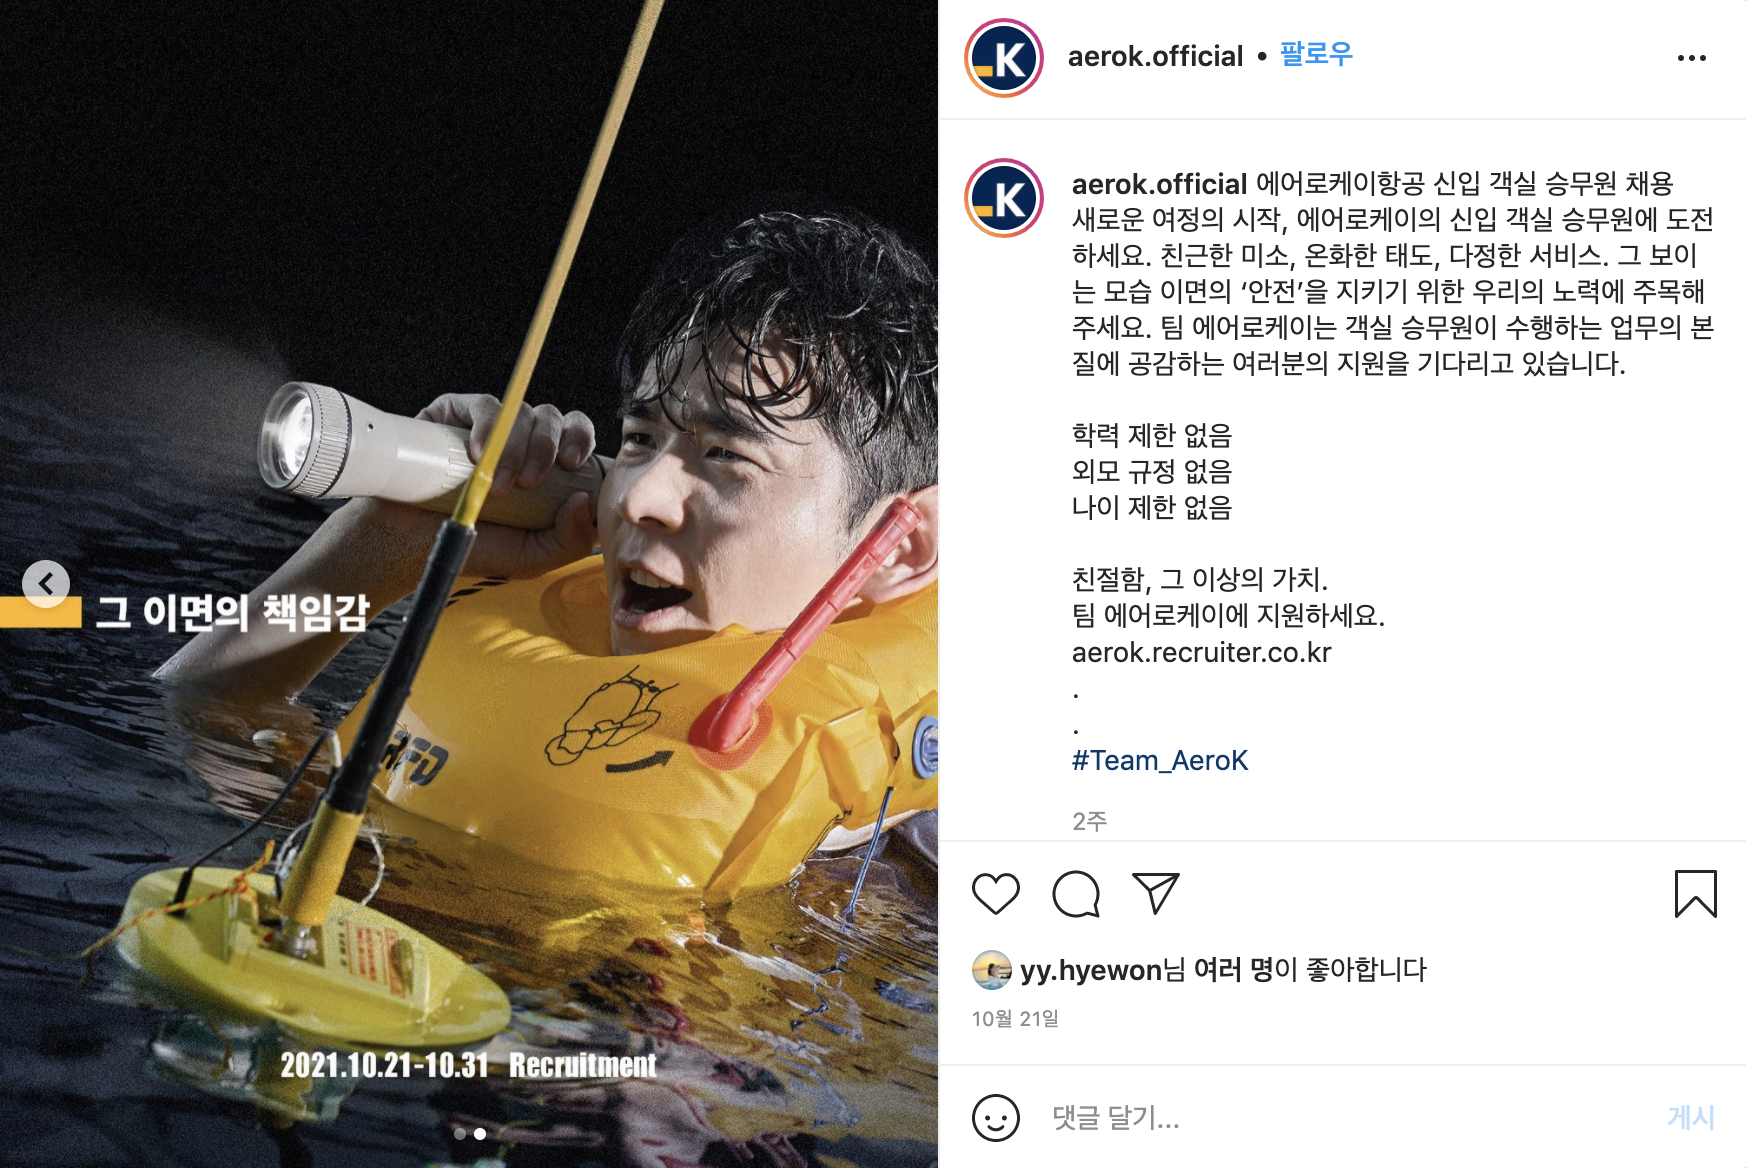 그 이면의 책임감
2021.10.21-10.31 Recruitment
K
aerok.official • 팔로우
K
aerok.official 에어로케이항공 신입 객실 승무원 채용
새로운 여정의 시작, 에어로케이의 신입 객실 승무원에 도전
하세요. 친근한 미소, 온화한 태도, 다정한 서비스. 그 보이
는 모습 이면의 ‘안전’을 지키기 위한 우리의 노력에 주목해
주세요. 팀 에어로케이는 객실 승무원이 수행하는 업무의 본
질에 공감하는 여러분의 지원을 기다리고 있습니다.
학력 제한 없음
외모 규정 없음
나이 제한 없음
친절함, 그 이상의 가치.
팀 에어로케이에 지원하세요.
aerok.recruiter.co.kr
.
.
#Team_AeroK
2주
yy.hyewon님 여러 명이 좋아합니다
10월 21일
댓글 달기...
게시